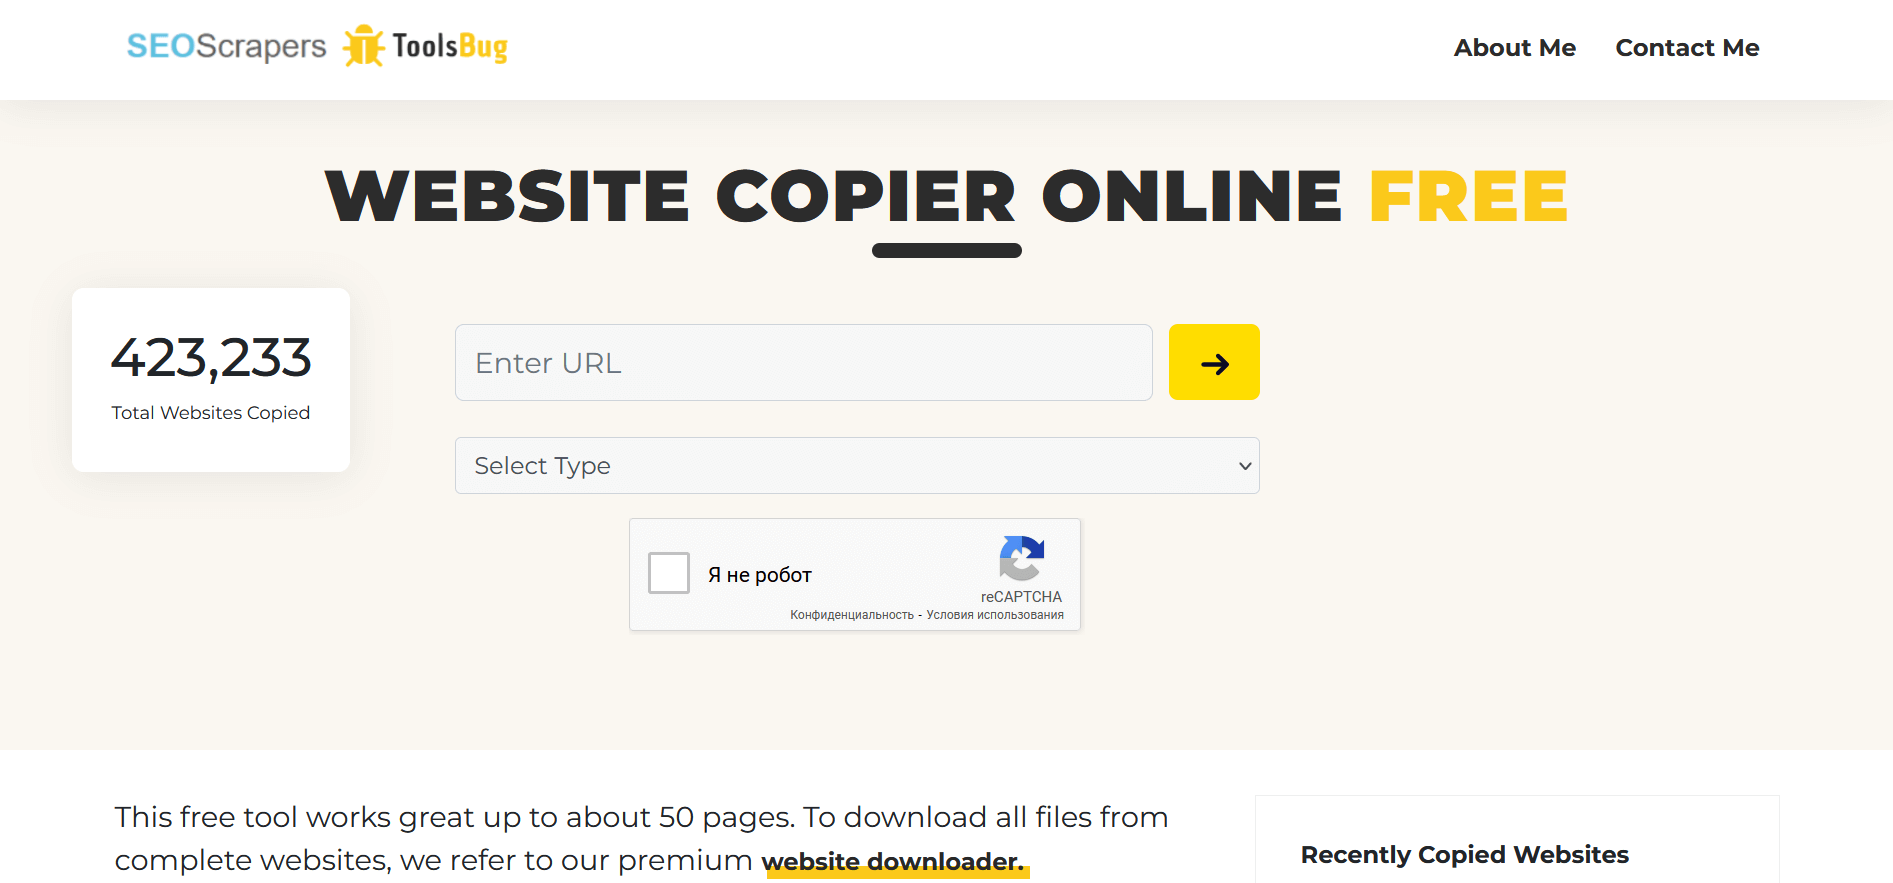 SEOScrapers ToolsBug
About Me Contact Me
WEBSITE COPIER ONLINE FREE
423,233
Total Websites Copied
Enter URL
Select Type
Я не робот
reCAPTCHA
Конфиденциальность - Условия использования
This free tool works great up to about 50 pages. To download all files from
complete websites, we refer to our premium website downloader.
Recently Copied Websites